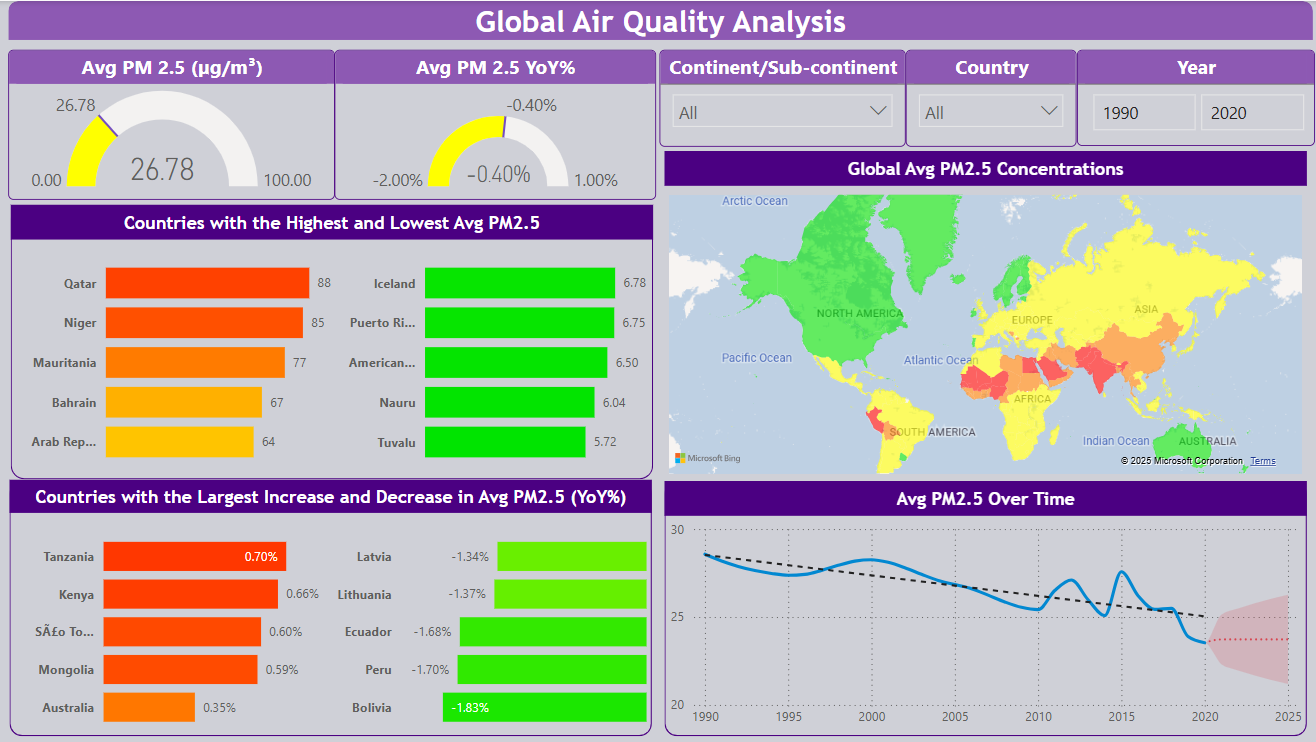 Global Air Quality Analysis
Avg PM 2.5 (µg/m³)
26.78
0.00
26.78
100.00
Avg PM 2.5 YoY%
-0.40%
-2.00%
-0.40%
1.00%
Continent/Sub-continent
All
Country
All
Year
1990
2020
Countries with the Highest and Lowest Avg PM2.5
Qatar
88
Niger
85
Mauritania
77
Bahrain
67
Arab Rep...
64
Iceland
6.78
Puerto Ri...
6.75
American...
6.50
Nauru
6.04
Tuvalu
5.72
Global Avg PM2.5 Concentrations
Arctic Ocean
NORTH AMERICA
EUROPE
ASIA
Pacific Ocean
Atlantic Ocean
AFRICA
SOUTH AMERICA
Indian Ocean
AUSTRALIA
Microsoft Bing
© 2025 Microsoft Corporation
Terms
Countries with the Largest Increase and Decrease in Avg PM2.5 (YoY%)
Tanzania
0.70%
Kenya
0.66%
SÃ£o To...
0.60%
Mongolia
0.59%
Australia
0.35%
Latvia
-1.34%
Lithuania
-1.37%
Ecuador
-1.68%
Peru
-1.70%
Bolivia
-1.83%
Avg PM2.5 Over Time
30
25
20
1990
1995
2000
2005
2010
2015
2020
2025